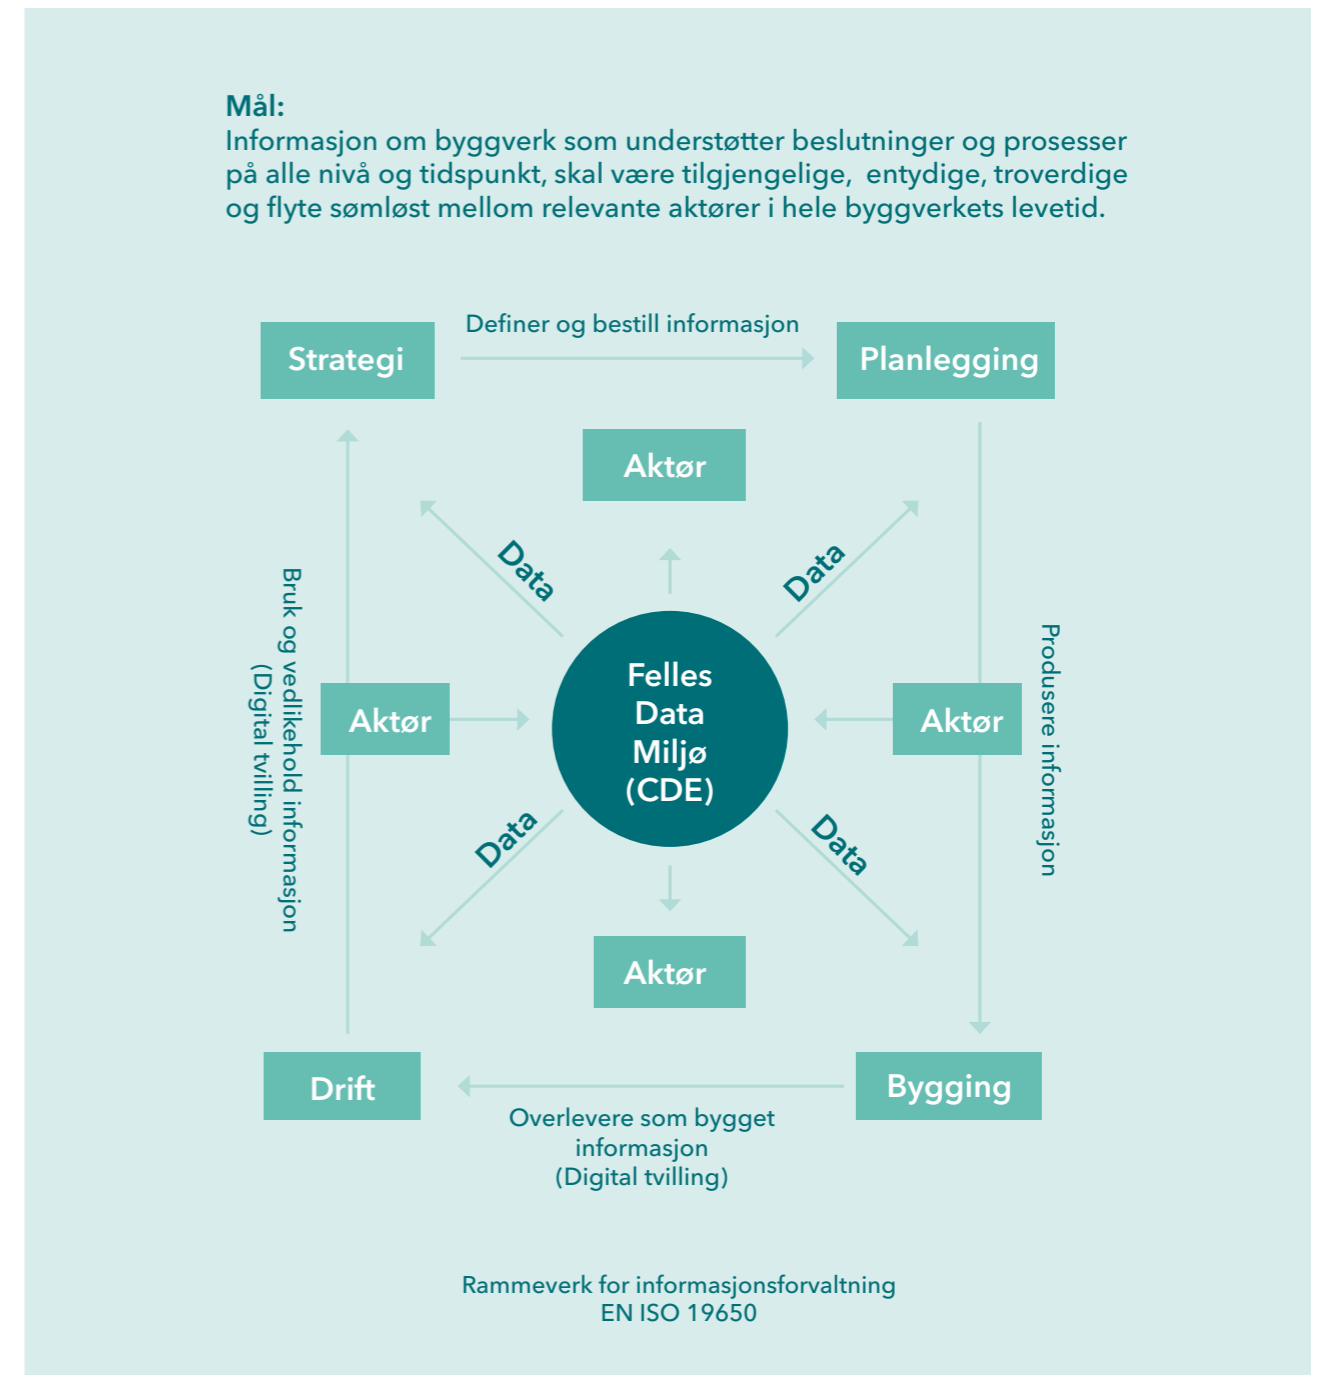 Mål:
Informasjon om byggverk som understøtter beslutninger og prosesser
på alle nivå og tidspunkt, skal være tilgjengelige, entydige, troverdige
og flyte sømløst mellom relevante aktører i hele byggverkets levetid.
Definer og bestill informasjon
Strategi
Planlegging
Aktør
Data
Data
Bruk og vedlikehold informasjon
(Digital tvilling)
Aktør
Felles
Data
Miljø
(CDE)
Aktør
Produsere informasjon
Data
Data
Aktør
Drift
Bygging
Overlevere som bygget
informasjon
(Digital tvilling)
Rammeverk for informasjonsforvaltning
EN ISO 19650